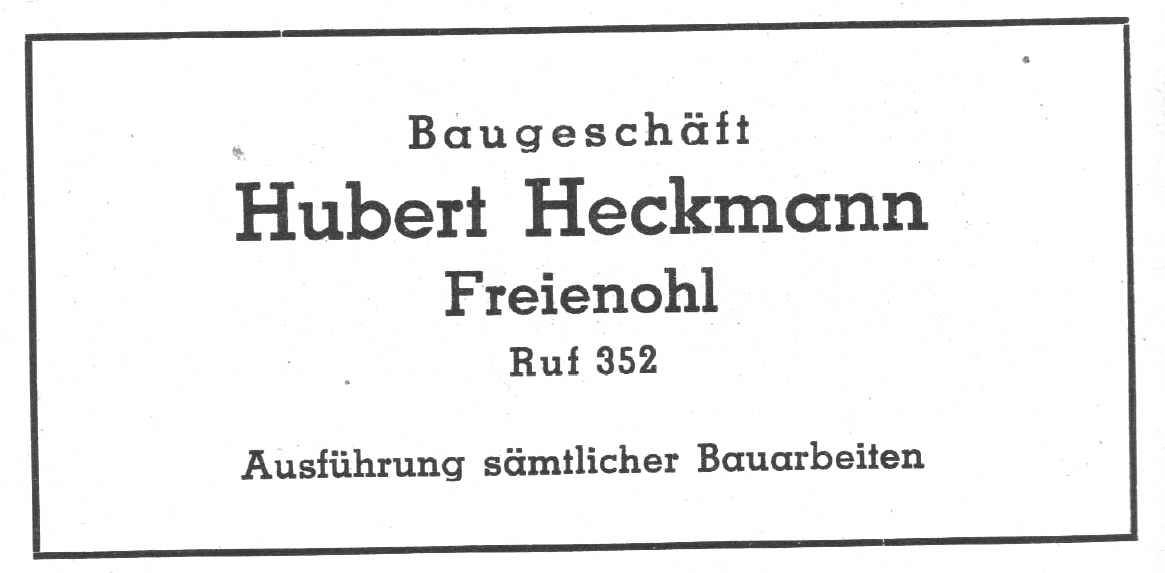 Baugeschäft
Hubert Heckmann
Freienohl
Ruf 352
Ausführung sämtlicher Bauarbeiten